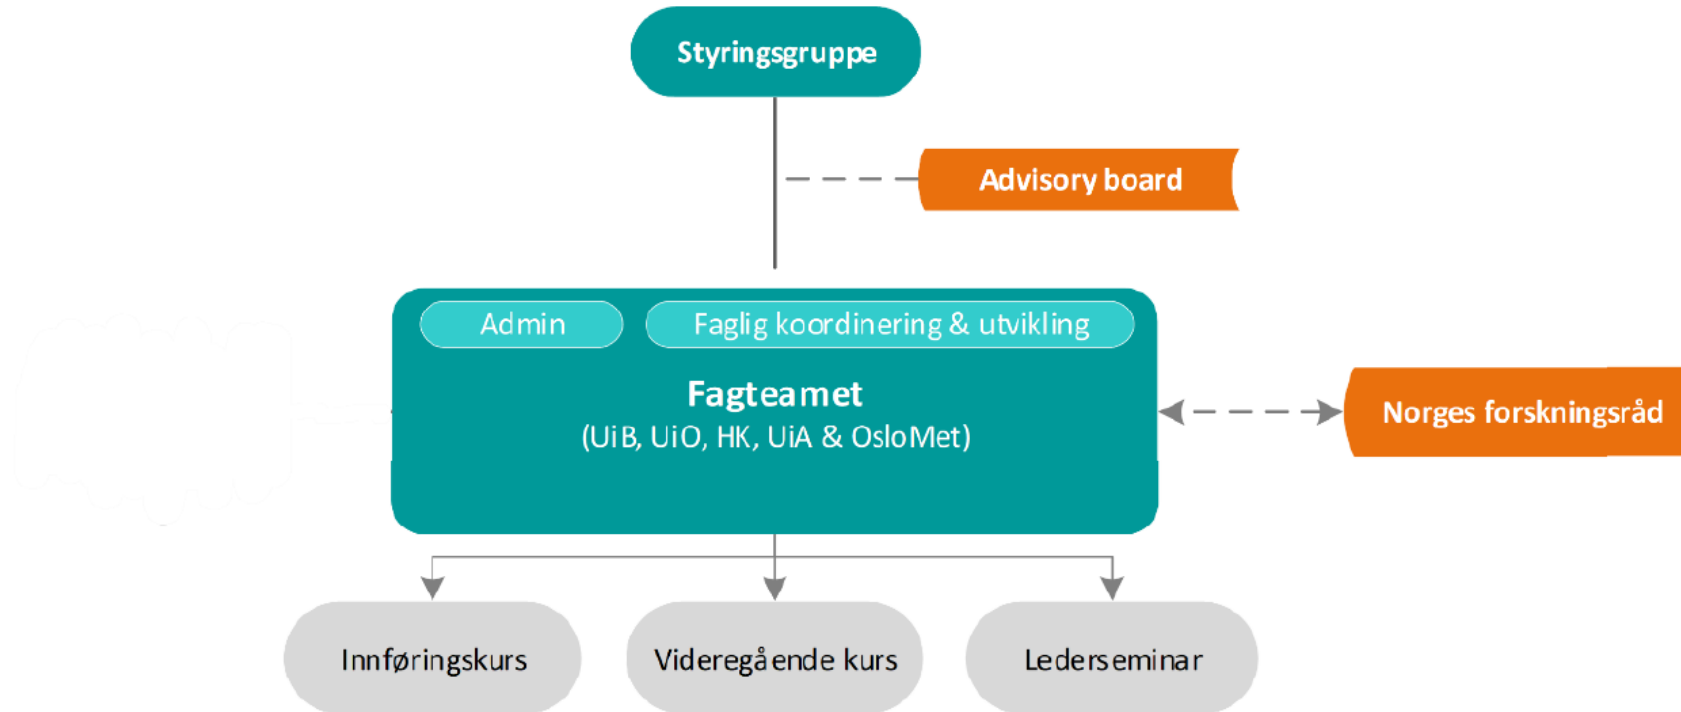 Styringsgruppe
Advisory board
Admin
Faglig koordinering & utvikling
Fagteamet
(UiB, UiO, HK, UiA & OsloMet)
Norges forskningsråd
Innføringskurs
Videregående kurs
Lederseminar